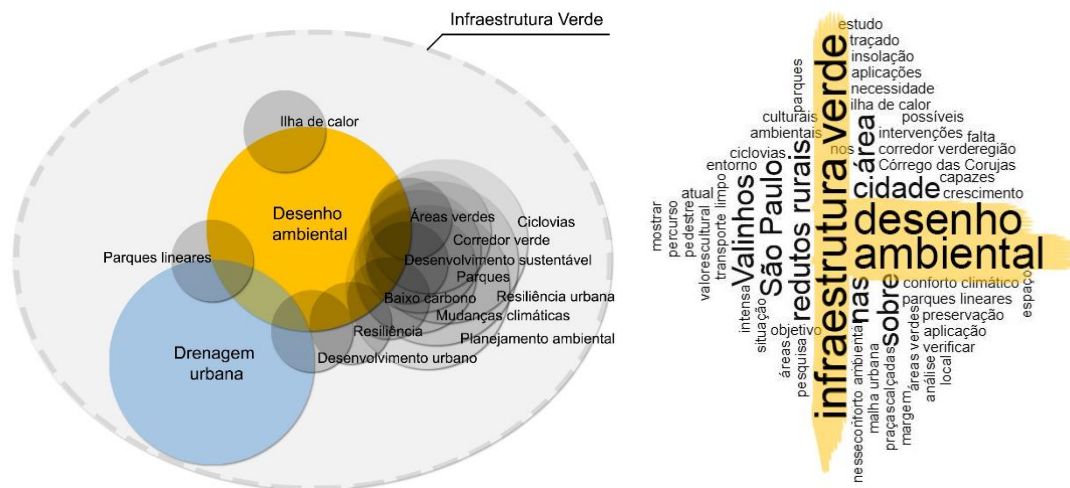 Infraestrutura Verde
Ilha de calor
Desenho
ambiental
Áreas verdes
Ciclovias
Corredor verde
Parques lineares
Desenvolvimento sustentável
Parques
Baixo carbono
Resiliência urbana
Mudanças climáticas
Resiliência
Planejamento ambiental
Drenagem
urbana
Desenvolvimento urbano
estudo
traçado
insolação
aplicações
necessidade
ilha de calor
parques
culturais
possíveis
ambientais
intervenções
falta
ciclovias
nos
corredor verde
região
entorno
Córrego das Corujas
capazes
atual
cidade
crescimento
área
infraestrutura verde
redutos rurais
São Paulo
Valinhos
transporte limpo
cultural
valores
pedestres
percurso
mostrar
desenho
ambiental
nas
sobre
conforto climático
espaço
parques lineares
intensa
situação
preservação
objetivo
aplicação
áreas
pesquisa
verificar
áreas verdes
análise
local
conforto ambiental
nesse
malha urbana
calçadas
praças
margem